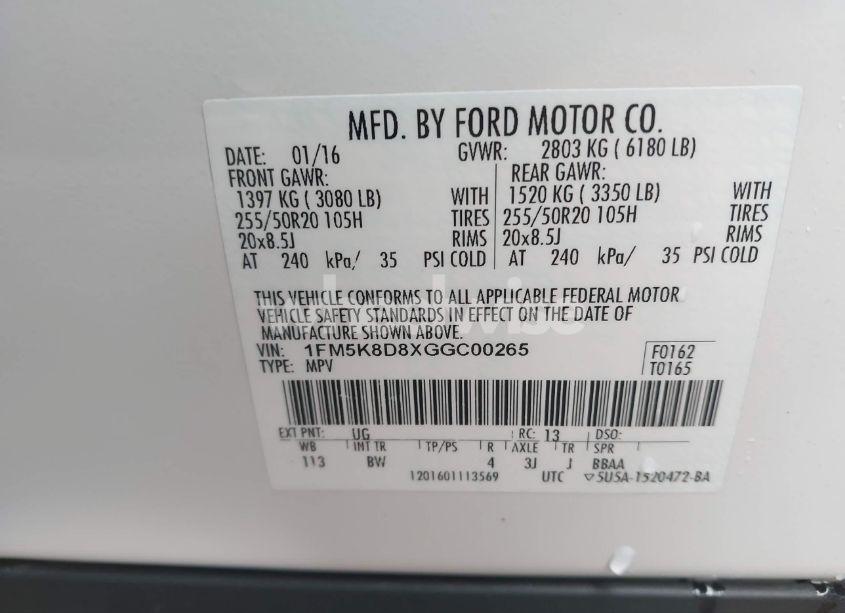 MFD. BY FORD MOTOR CO.
DATE: 01/16 GVWR: 2803 KG ( 6180 LB)
FRONT GAWR: REAR GAWR:
1397 KG ( 3080 LB) WITH 1520 KG ( 3350 LB) WITH
255/50R20 105H TIRES 255/50R20 105H TIRES
20x8.5J RIMS 20x8.5J RIMS
AT 240 kPa/ 35 PSI COLD AT 240 kPa/ 35 PSI COLD
THIS VEHICLE CONFORMS TO ALL APPLICABLE FEDERAL MOTOR
VEHICLE SAFETY STANDARDS IN EFFECT ON THE DATE OF
MANUFACTURE SHOWN ABOVE.
VIN: 1FM5K8D8XGGC00265 F0162
TYPE: MPV T0165
EXT PNT: UG RC: 13 DSO:
WB INT TR TP/PS R AXLE TR SPR
113 BW 4 3J J BBAA
1201601113569 UTC ▽5U5A-1520472-BA